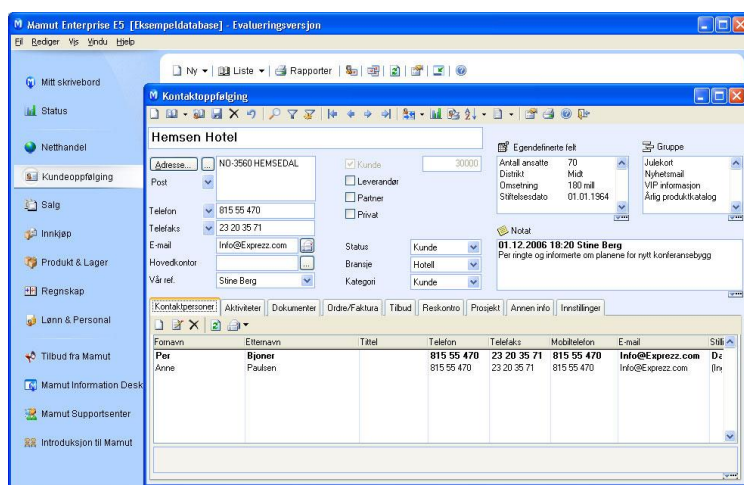 Mamut Enterprise E5 [Eksempeldatabase] - Evalueringsversjon
Fil Rediger Vis Vindu Hjelp
Ny Liste Rapporter
Mitt skrivebord
Status
Netthandel
Kundeoppfølging
Salg
Innkjøp
Produkt & Lager
Regnskap
Lønn & Personal
Tilbud fra Mamut
Mamut Information Desk
Mamut Supportsenter
Introduksjon til Mamut
Kontaktoppfølging
Hemsen Hotel
Adresse... ... NO-3560 HEMSEDAL
Post
Telefon 815 55 470
Telefaks 23 20 35 71
E-mail Info@Exprezz.com
Hovedkontor ...
Vår ref. Stine Berg
Kunde 30000
Leverandør
Partner
Privat
Status Kunde
Bransje Hotell
Kategori Kunde
Egendefinerte felt
Antall ansatte 70
Distrikt Midt
Omsetning 180 mill
Stiftelsesdato 01.01.1964
Gruppe
Julekort
Nyhetsmail
VIP informasjon
Årlig produktkatalog
Notat
01.12.2006 18:20 Stine Berg
Per ringte og informerte om planene for nytt konferansebygg
Kontaktpersoner Aktiviteter Dokumenter Ordre/Faktura Tilbud Reskontro Prosjekt Annen info Innstillinger
Fornavn Etternavn Tittel Telefon Telefaks Mobiltelefon E-mail Stilli
Per Bjoner 815 55 470 23 20 35 71 815 55 470 Info@Exprezz.com Da
Anne Paulsen 815 55 470 23 20 35 71 815 55 470 Info@Exprezz.com (In